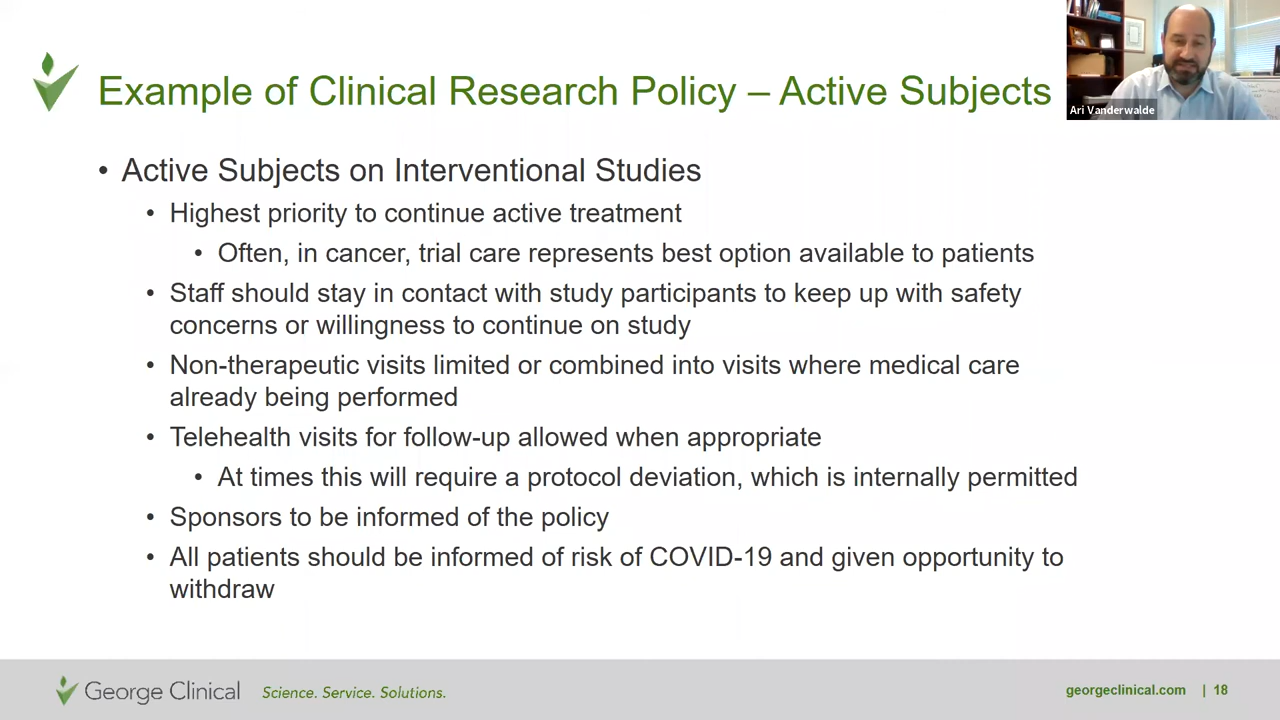 Example of Clinical Research Policy – Active Subjects
Ari Vanderwalde
• Active Subjects on Interventional Studies
• Highest priority to continue active treatment
• Often, in cancer, trial care represents best option available to patients
• Staff should stay in contact with study participants to keep up with safety
concerns or willingness to continue on study
• Non-therapeutic visits limited or combined into visits where medical care
already being performed
• Telehealth visits for follow-up allowed when appropriate
• At times this will require a protocol deviation, which is internally permitted
• Sponsors to be informed of the policy
• All patients should be informed of risk of COVID-19 and given opportunity to
withdraw
George Clinical Science. Service. Solutions.
georgeclinical.com | 18